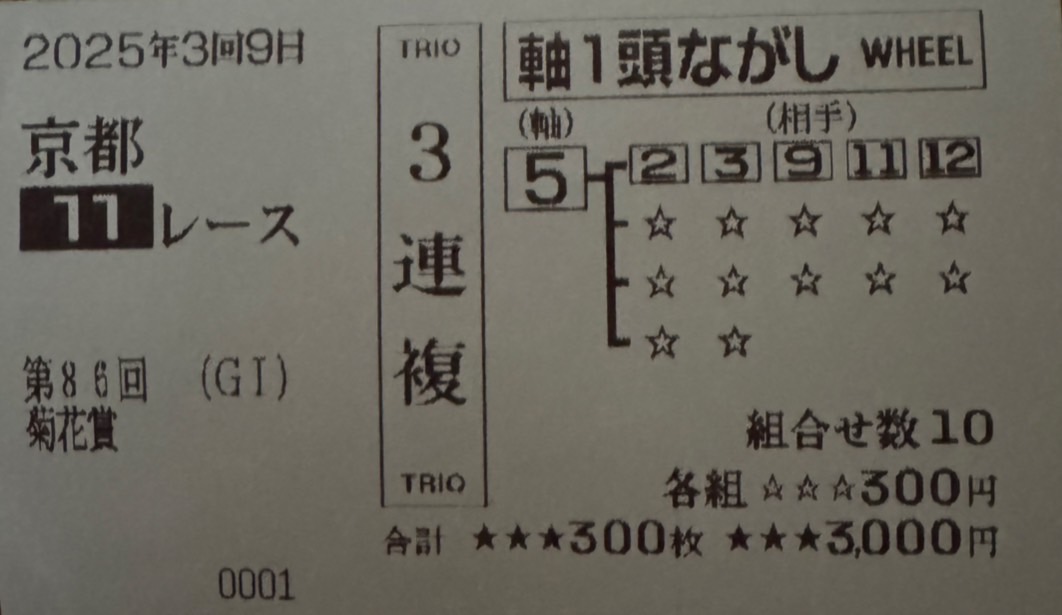 2025年3回9日
京都
11レース
第86回 (GI)
菊花賞
0001
TRIO
3連複
TRIO
軸1頭ながし WHEEL
(軸) (相手)
5 2 3 9 11 12
☆ ☆ ☆ ☆ ☆
☆ ☆ ☆ ☆ ☆
☆ ☆
組合せ数10
各組 ☆☆☆300円
合計 ★★★300枚 ★★★3,000円